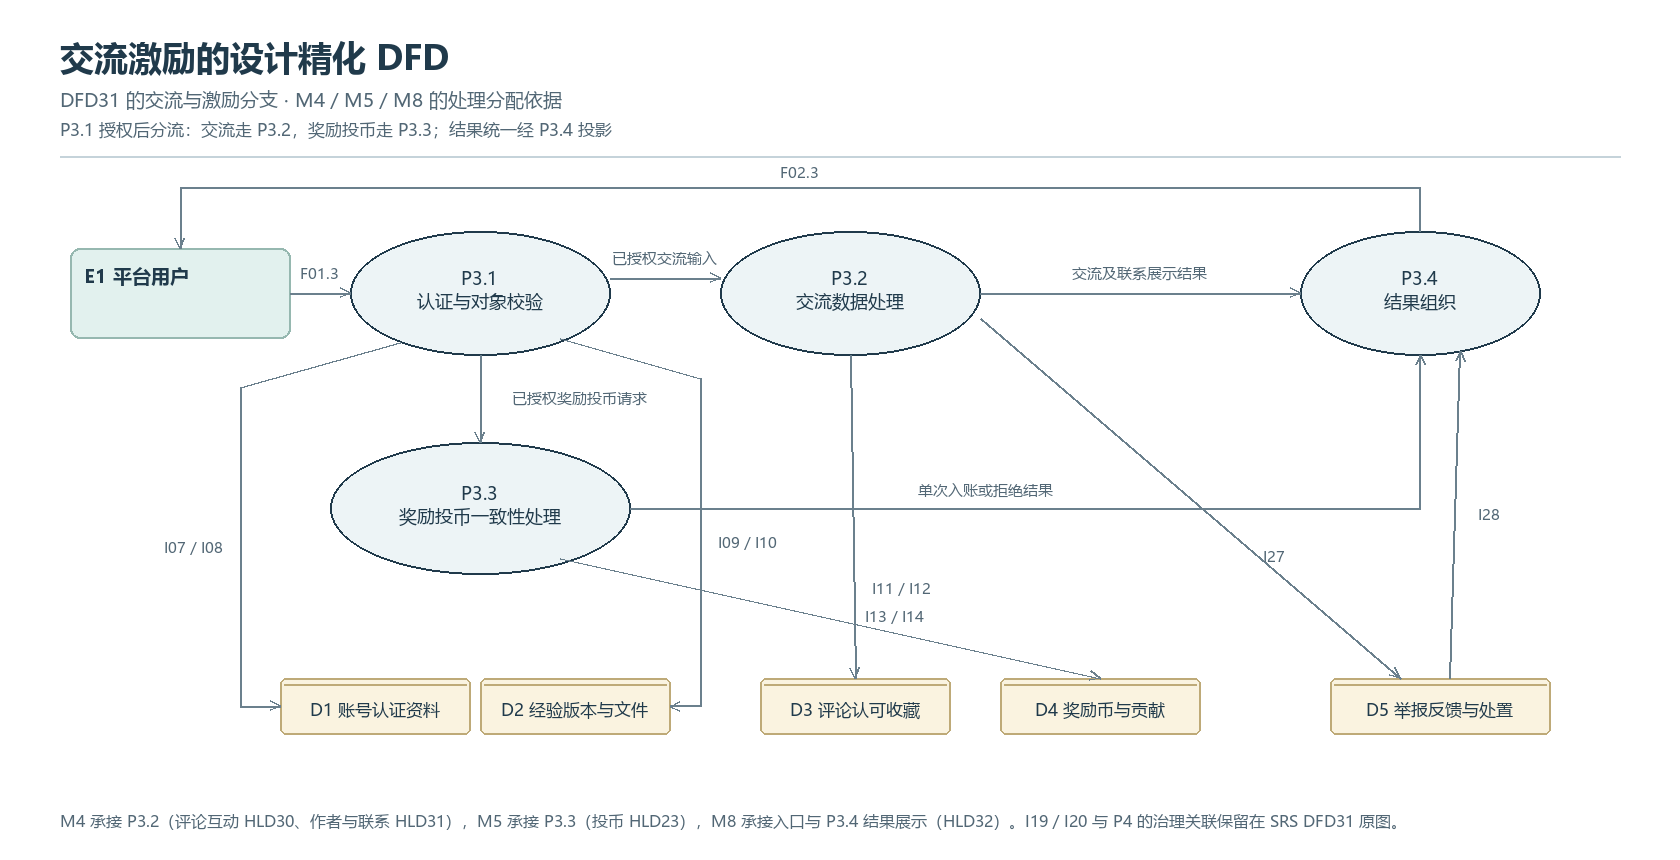 交流激励的设计精化 DFD
DFD31 的交流与激励分支 · M4 / M5 / M8 的处理分配依据
P3.1 授权后分流：交流走 P3.2，奖励投币走 P3.3；结果统一经 P3.4 投影
F02.3
E1 平台用户
F01.3
P3.1
认证与对象校验
已授权交流输入
P3.2
交流数据处理
交流及联系展示结果
P3.4
结果组织
已授权奖励投币请求
P3.3
奖励投币一致性处理
单次入账或拒绝结果
I07 / I08
I09 / I10
I11 / I12
I13 / I14
I27
I28
D1 账号认证资料
D2 经验版本与文件
D3 评论认可收藏
D4 奖励币与贡献
D5 举报反馈与处置
M4 承接 P3.2（评论互动 HLD30、作者与联系 HLD31），M5 承接 P3.3（投币 HLD23），M8 承接入口与 P3.4 结果展示（HLD32）。I19 / I20 与 P4 的治理关联保留在 SRS DFD31 原图。